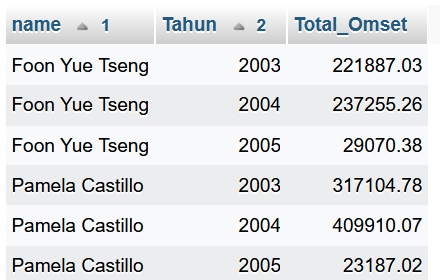 name 1 Tahun 2 Total_Omset
Foon Yue Tseng 2003 221887.03
Foon Yue Tseng 2004 237255.26
Foon Yue Tseng 2005 29070.38
Pamela Castillo 2003 317104.78
Pamela Castillo 2004 409910.07
Pamela Castillo 2005 23187.02